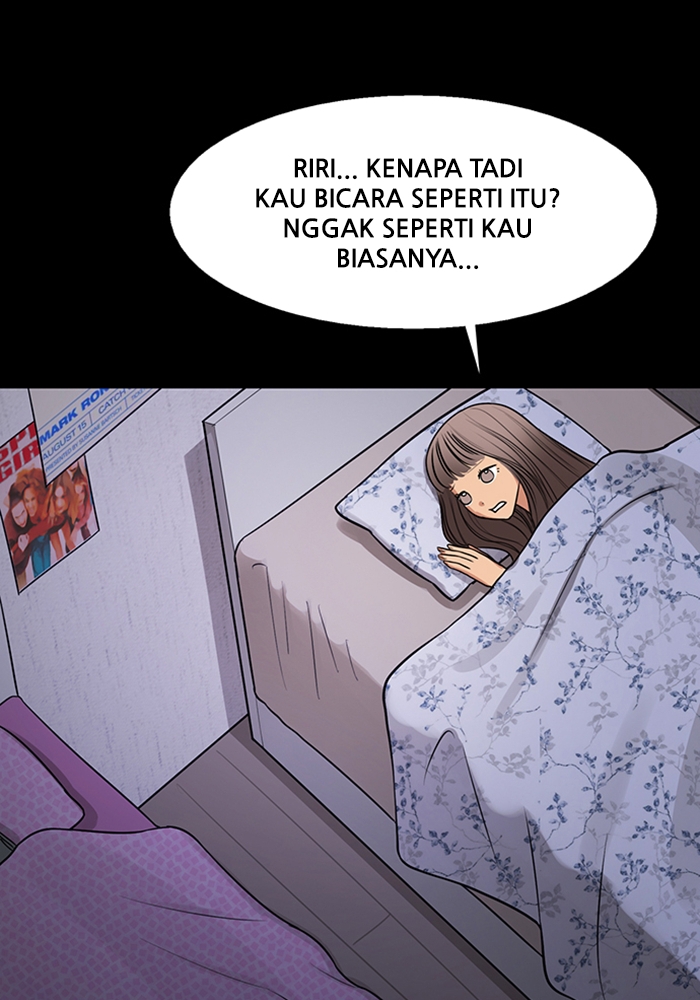 RIRI... KENAPA TADI
KAU BICARA SEPERTI ITU?
NGGAK SEPERTI KAU
BIASANYA...
MARK RON
AUGUST 15 CATCH